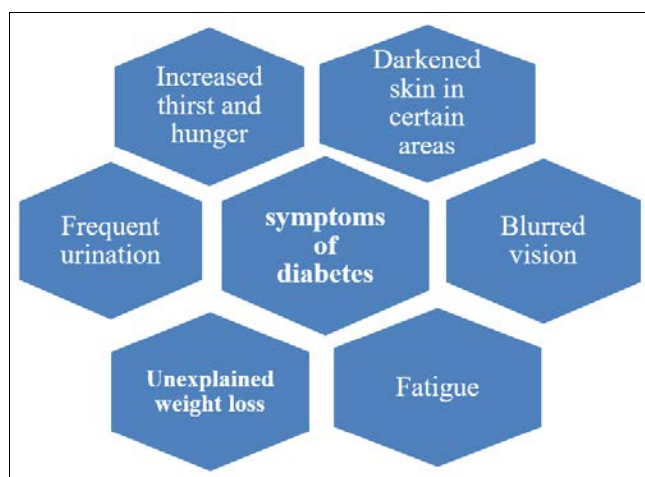 Increased
thirst and
hunger
Darkened
skin in
certain
areas
Frequent
urination
symptoms
of
diabetes
Blurred
vision
Unexplained
weight loss
Fatigue